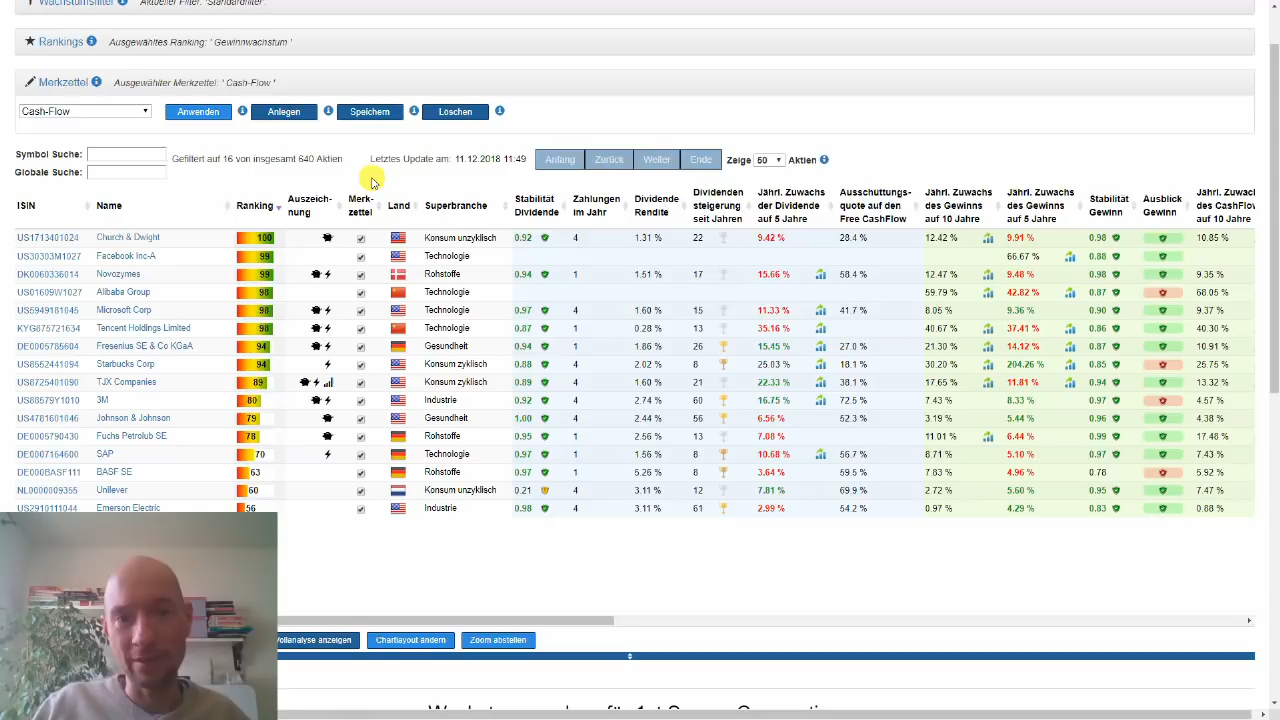 Wachstumsfilter Aktueller Filter: 'Standardfilter'.
Rankings Ausgewähltes Ranking: ' Gewinnwachstum '
Merkzettel Ausgewählter Merkzettel: ' Cash-Flow '
Cash-Flow Anwenden Anlegen Speichern Löschen
Symbol Suche: Gefiltert auf 16 von insgesamt 640 Aktien Letztes Update am: 11.12.2018 11:49 Anfang Zurück Weiter Ende Zeige 50 Aktien
Globale Suche:
ISIN Name Ranking Auszeich-nung Merk-zettel Land Superbranche Stabilität Dividende Zahlungen im Jahr Dividende Rendite Dividenden steigerung seit Jahren Jährl. Zuwachs der Dividende auf 5 Jahre Ausschüttungs-quote auf den Free CashFlow Jährl. Zuwachs des Gewinns auf 10 Jahre Jährl. Zuwachs des Gewinns auf 5 Jahre Stabilität Gewinn Ausblick Gewinn Jährl. Zuwach des CashFlow auf 10 Jahre
US1713401024 Church & Dwight 100 Konsum unzyklisch 0.92 4 1.31 % 22 9.42 % 28.4 % 12.42 % 9.91 % 0.98 10.85 %
US30303M1027 Facebook Inc-A 99 Technologie 66.67 % 0.88
DK0060336014 Novozymes 99 Rohstoffe 0.94 1 1.51 % 17 15.66 % 58.4 % 12.47 % 9.48 % 0.98 9.35 %
US01609W1027 Alibaba Group 98 Technologie 59.79 % 42.82 % 0.87 68.05 %
US5949181045 Microsoft Corp 98 Technologie 0.97 4 1.60 % 15 11.33 % 41.7 % 8.06 % 9.36 % 0.90 9.37 %
KYG875721634 Tencent Holdings Limited 98 Technologie 0.87 1 0.28 % 13 35.16 % 40.67 % 37.41 % 0.86 40.30 %
DE0005785604 Fresenius SE & Co KGaA 94 Gesundheit 0.94 1 1.86 % 26 15.45 % 27.0 % 21.30 % 14.12 % 0.87 10.91 %
US8552441094 Starbucks Corp 94 Konsum zyklisch 0.88 4 2.02 % 8 25.03 % 18.1 % 30.20 % 204.26 % 0.85 25.75 %
US8725401090 TJX Companies 89 Konsum zyklisch 0.89 4 1.60 % 21 22.33 % 38.1 % 17.65 % 11.81 % 0.94 13.32 %
US88579Y1010 3M 80 Industrie 0.92 4 2.74 % 60 16.75 % 72.5 % 7.43 % 8.33 % 0.97 4.57 %
US4781601046 Johnson & Johnson 79 Gesundheit 1.00 4 2.44 % 56 6.56 % 52.3 % 3.19 % 5.44 % 0.96 4.38 %
DE0005790430 Fuchs Petrolub SE 78 Rohstoffe 0.95 1 2.56 % 13 7.08 % 11.01 % 6.44 % 0.99 17.48 %
DE0007164600 SAP 70 Technologie 0.97 1 1.56 % 8 10.68 % 56.7 % 8.71 % 5.10 % 0.97 7.43 %
DE000BASF111 BASF SE 63 Rohstoffe 0.97 1 5.26 % 8 3.64 % 59.5 % 7.83 % 4.96 % 0.78 5.92 %
NL0000009355 Unilever 60 Konsum unzyklisch 0.21 4 3.11 % 12 7.81 % 69.9 % 2.72 % 5.60 % 0.95 7.47 %
US2910111044 Emerson Electric 56 Industrie 0.98 4 3.11 % 61 2.99 % 54.2 % 0.97 % 4.29 % 0.83 0.88 %
Vollanalyse anzeigen Chartlayout ändern Zoom abstellen